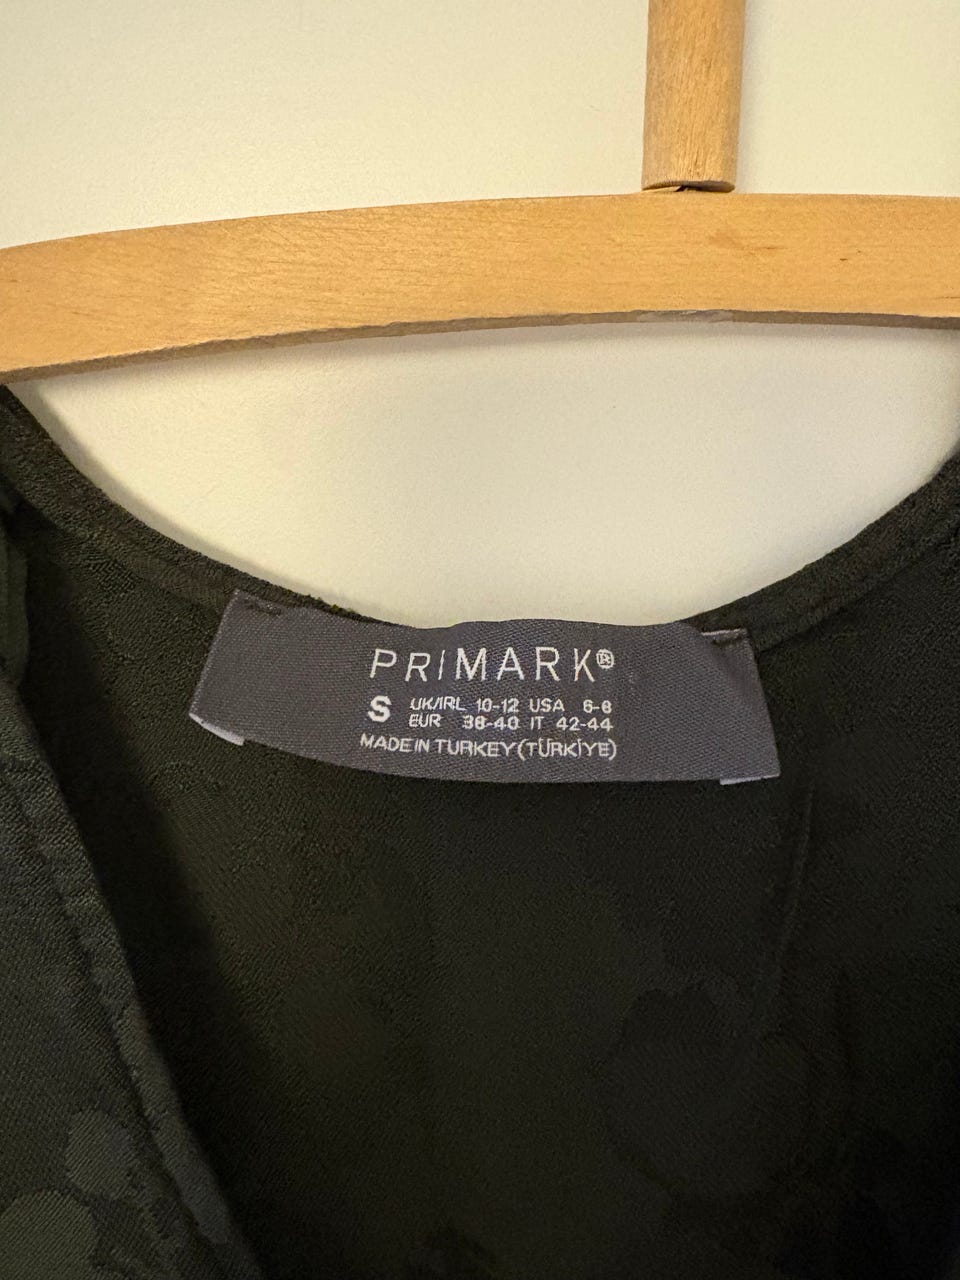 PRIMARK®
S UK/IRL 10-12 USA 6-8
EUR 38-40 IT 42-44
MADE IN TURKEY (TÜRKİYE)